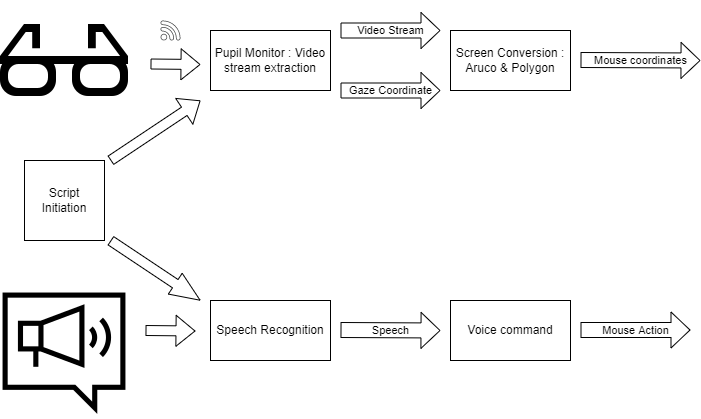 Video Stream
Pupil Monitor : Video
stream extraction
Screen Conversion :
Aruco & Polygon
Mouse coordinates
Gaze Coordinate
Script
Initiation
Speech Recognition
Speech
Voice command
Mouse Action